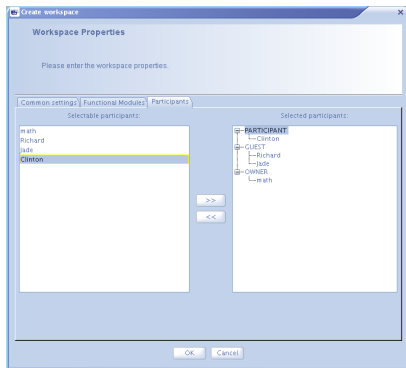 Create workspace
Workspace Properties
Please enter the workspace properties.
Common settings Functional Modules Participants
Selectable participants: Selected participants:
math
Richard
Jade
Clinton
PARTICIPANT
Clinton
GUEST
Richard
Jade
OWNER
math
>>
<<
OK Cancel